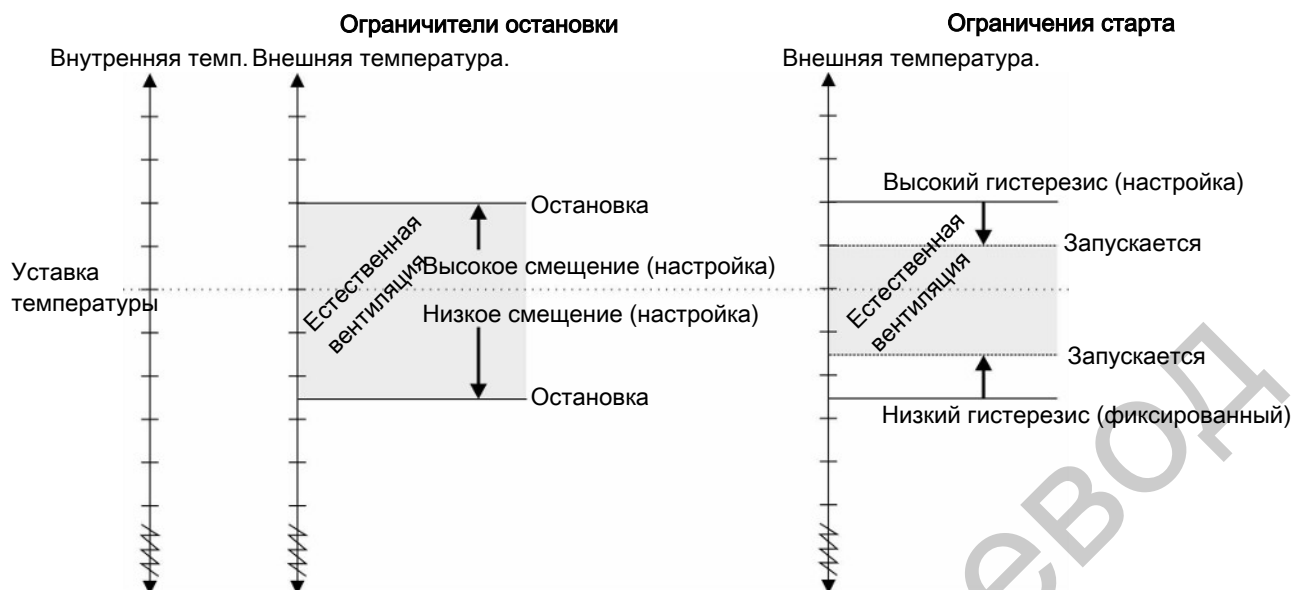 Ограничители остановки
Ограничения старта
Внутренняя темп.
Внешняя температура.
Внешняя температура.
Высокий гистерезис (настройка)
Остановка
Запускается
Естественная
вентиляция
Высокое смещение (настройка)
Уставка
температуры
Низкое смещение (настройка)
Естественная
вентиляция
Запускается
Остановка
Низкий гистерезис (фиксированный)
евод